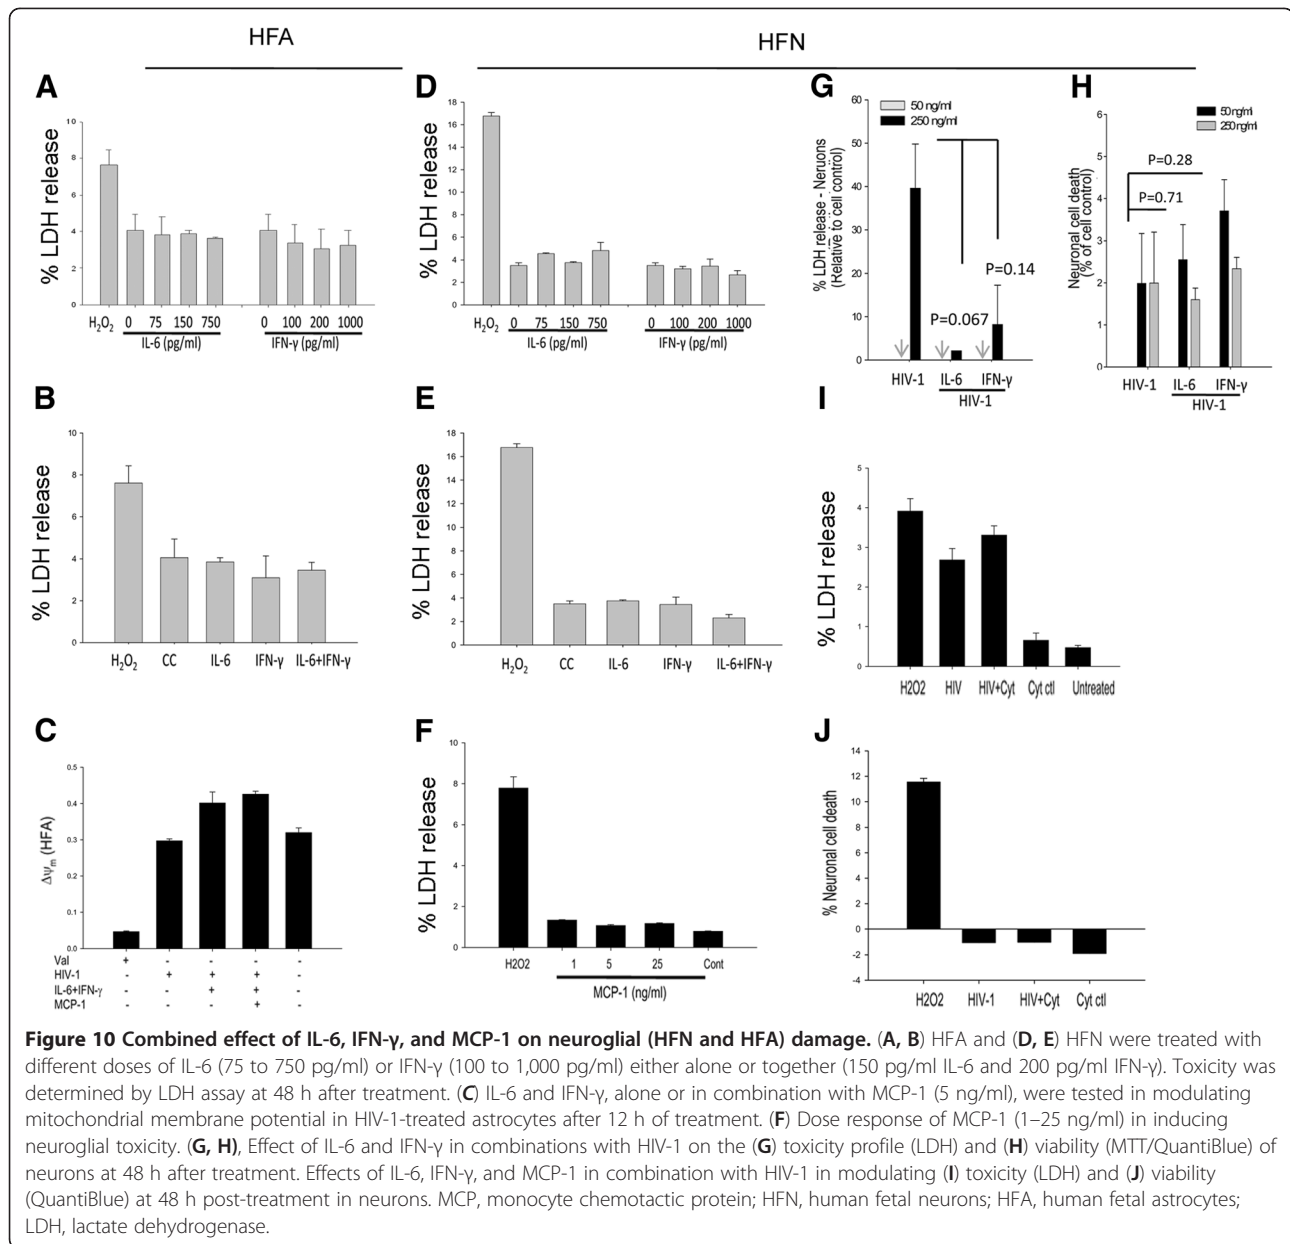 HFA
HFN
A
% LDH release
10
8
6
4
2
0
H2O2
0 75 150 750
IL-6 (pg/ml)
0 100 200 1000
IFN-γ (pg/ml)
D
% LDH release
18
16
14
12
10
8
6
4
2
0
H2O2
0 75 150 750
IL-6 (pg/ml)
0 100 200 1000
IFN-γ (pg/ml)
G
% LDH release - Neruons
(Relative to cell control)
60
50
40
30
20
10
0
50 ng/ml
250 ng/ml
P=0.14
P=0.067
HIV-1 IL-6 IFN-γ
HIV-1
H
Neuronal cell death
(% of cell control)
6
5
4
3
2
1
0
50 ng/ml
250 ng/ml
P=0.28
P=0.71
HIV-1 IL-6 IFN-γ
HIV-1
B
% LDH release
10
8
6
4
2
0
H2O2 CC IL-6 IFN-γ IL-6+IFN-γ
E
% LDH release
18
16
14
12
10
8
6
4
2
0
H2O2 CC IL-6 IFN-γ IL-6+IFN-γ
I
% LDH release
5
4
3
2
1
0
H2O2 HIV HIV+Cyt Cyt ctl Untreated
C
Δψm (HFA)
0.5
0.4
0.3
0.2
0.1
0.0
Val + - - - -
HIV-1 - + + + -
IL-6+IFN-γ - - + + -
MCP-1 - - - + -
F
% LDH release
10
8
6
4
2
0
H2O2 1 5 25 Cont
MCP-1 (ng/ml)
J
% Neuronal cell death
14
12
10
8
6
4
2
0
-2
-4
H2O2 HIV-1 HIV+Cyt Cyt ctl
Figure 10 Combined effect of IL-6, IFN-γ, and MCP-1 on neuroglial (HFN and HFA) damage. (A, B) HFA and (D, E) HFN were treated with
different doses of IL-6 (75 to 750 pg/ml) or IFN-γ (100 to 1,000 pg/ml) either alone or together (150 pg/ml IL-6 and 200 pg/ml IFN-γ). Toxicity was
determined by LDH assay at 48 h after treatment. (C) IL-6 and IFN-γ, alone or in combination with MCP-1 (5 ng/ml), were tested in modulating
mitochondrial membrane potential in HIV-1-treated astrocytes after 12 h of treatment. (F) Dose response of MCP-1 (1–25 ng/ml) in inducing
neuroglial toxicity. (G, H), Effect of IL-6 and IFN-γ in combinations with HIV-1 on the (G) toxicity profile (LDH) and (H) viability (MTT/QuantiBlue) of
neurons at 48 h after treatment. Effects of IL-6, IFN-γ, and MCP-1 in combination with HIV-1 in modulating (I) toxicity (LDH) and (J) viability
(QuantiBlue) at 48 h post-treatment in neurons. MCP, monocyte chemotactic protein; HFN, human fetal neurons; HFA, human fetal astrocytes;
LDH, lactate dehydrogenase.